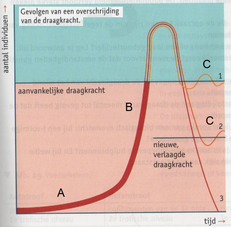 Gevolgen van een overschrijding
van de draagkracht.
aantal individuen →
C
1
aanvankelijke draagkracht
B
C
2
nieuwe,
verlaagde
draagkracht
A
3
tijd →